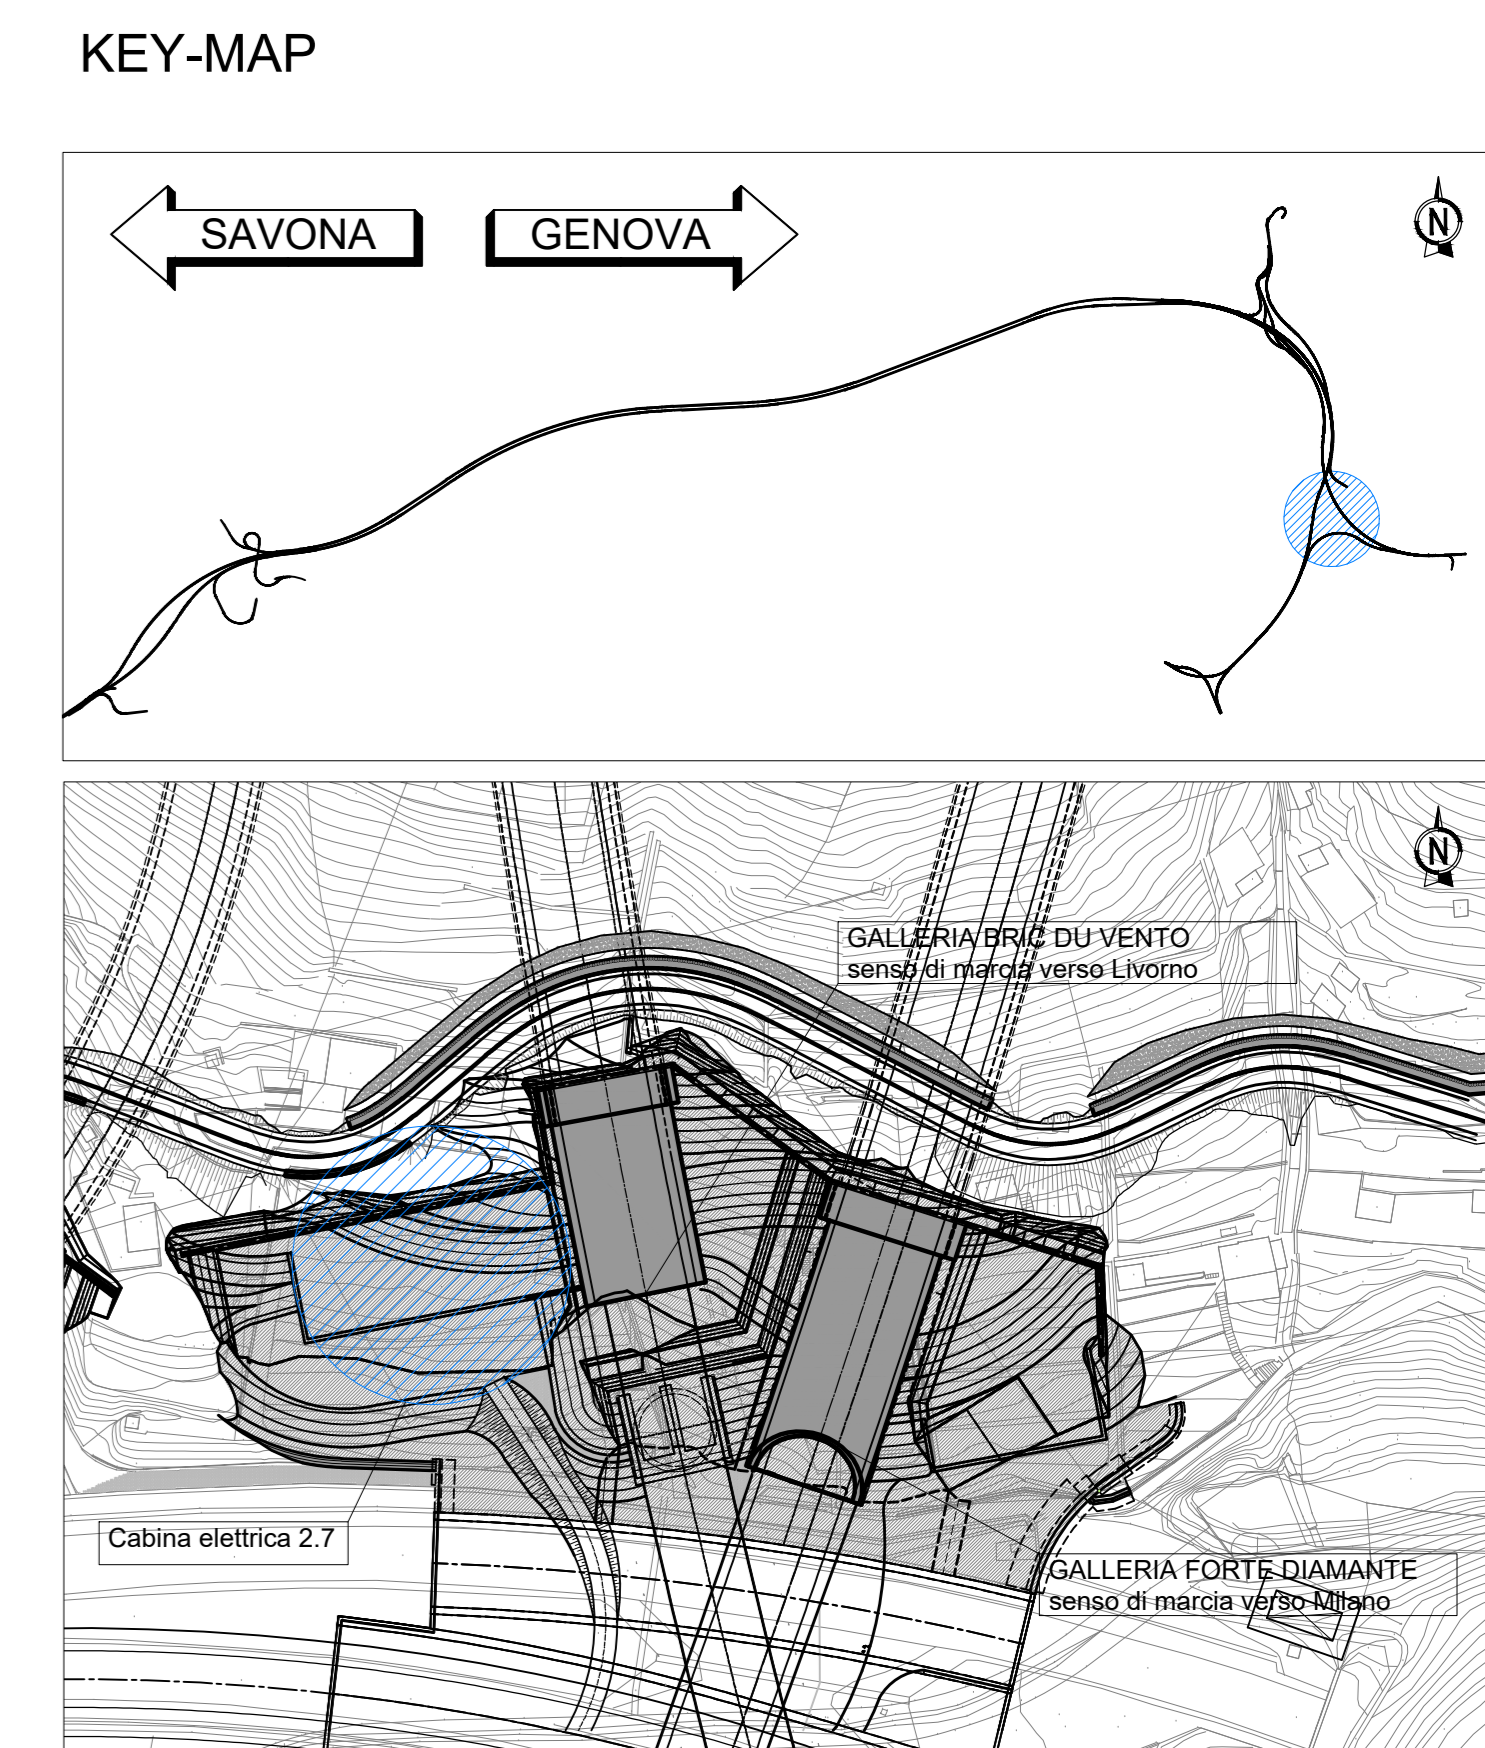 KEY-MAP
SAVONA
GENOVA
N
N
GALLERIA BRIC DU VENTO
senso di marcia verso Livorno
Cabina elettrica 2.7
GALLERIA FORTE DIAMANTE
senso di marcia verso Milano